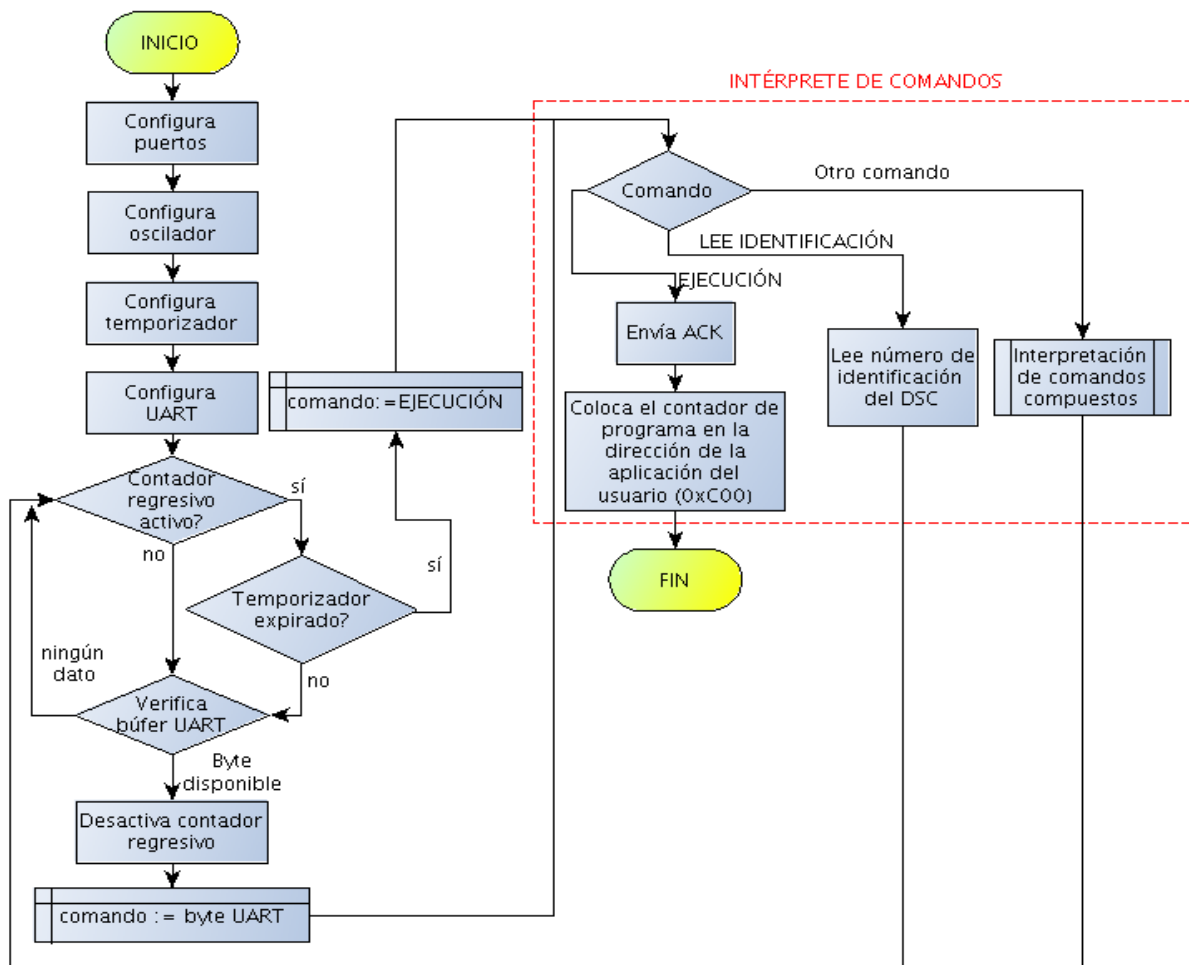 INICIO
Configura
puertos
Configura
oscilador
Configura
temporizador
Configura
UART
Contador
regresivo
activo?
sí
no
Temporizador
expirado?
sí
no
ningún
dato
Verifica
búfer UART
Byte
disponible
Desactiva contador
regresivo
comando := byte UART
comando:=EJECUCIÓN
INTÉRPRETE DE COMANDOS
Comando
Otro comando
LEE IDENTIFICACIÓN
EJECUCIÓN
Envía ACK
Coloca el contador de
programa en la
dirección de la
aplicación del
usuario (0xC00)
FIN
Lee número de
identificación
del DSC
Interpretación
de comandos
compuestos